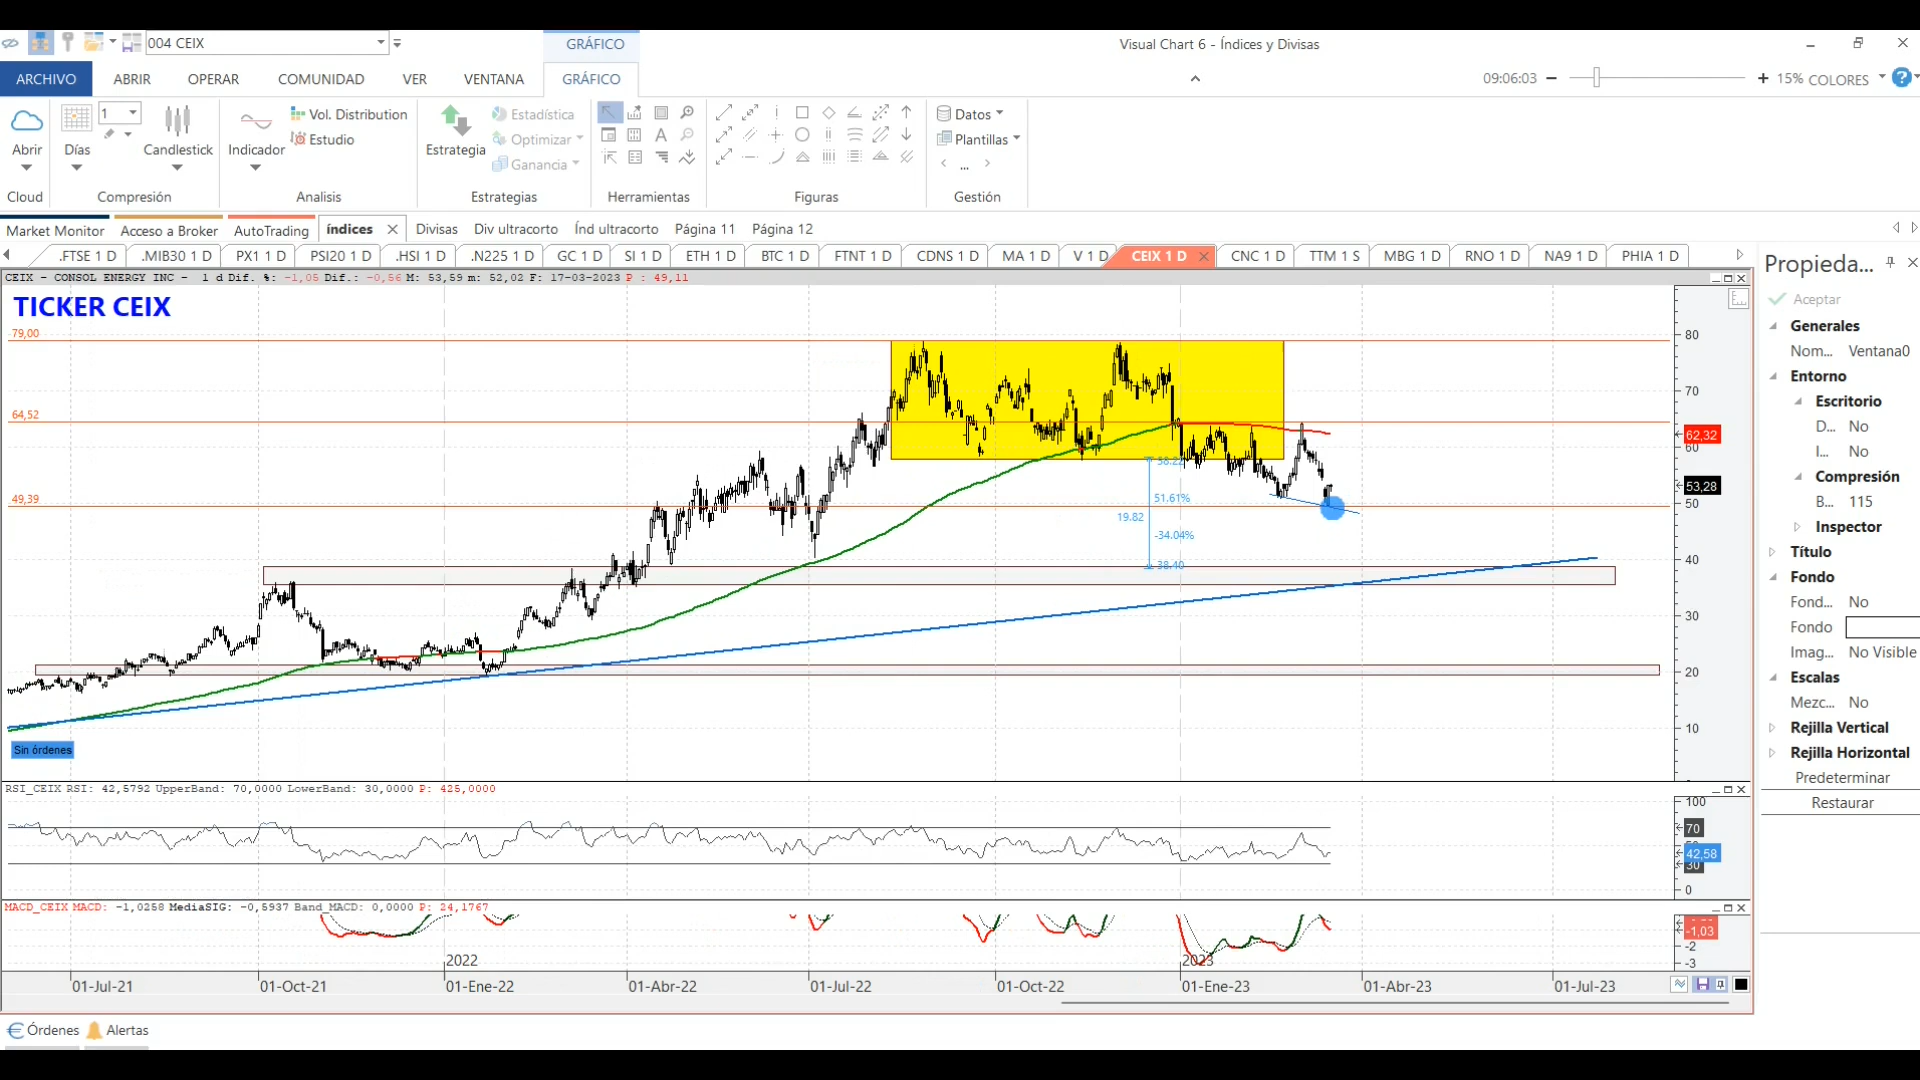 004 CEIX
GRÁFICO
Visual Chart 6 - Índices y Divisas
ARCHIVO ABRIR OPERAR COMUNIDAD VER VENTANA GRÁFICO
09:06:03 15% COLORES ?
1
Vol. Distribution
Estadística
Datos
Estudio
Optimizar
Plantillas
Abrir Días Candlestick Indicador Estrategia
Ganancia
...
Cloud Compresión Analisis Estrategias Herramientas Figuras Gestión
Market Monitor Acceso a Broker AutoTrading índices Divisas Div ultracorto Índ ultracorto Página 11 Página 12
.FTSE 1 D .MIB30 1 D PX1 1 D PSI20 1 D .HSI 1 D .N225 1 D GC 1 D SI 1 D ETH 1 D BTC 1 D FTNT 1 D CDNS 1 D MA 1 D V 1 D CEIX 1 D CNC 1 D TTM 1 S MBG 1 D RNO 1 D NA9 1 D PHIA 1 D
CEIX - CONSOL ENERGY INC - 1 d Dif. %: -1,05 Dif.: -0,56 M: 53,59 m: 52,02 F: 17-03-2023 P : 49,11
TICKER CEIX
79,00
64,52
49,39
58.22
51.61%
19.82
-34.04%
38.40
80
70
62,32
60
53,28
50
40
30
20
10
Sin órdenes
RSI_CEIX RSI: 42,5792 UpperBand: 70,0000 LowerBand: 30,0000 P: 425,0000
100
70
42,58
30
0
MACD_CEIX MACD: -1,0258 MediaSIG: -0,5937 Band_MACD: 0,0000 P: 24,1767
-1,03
-2
-3
2022 2023
01-Jul-21 01-Oct-21 01-Ene-22 01-Abr-22 01-Jul-22 01-Oct-22 01-Ene-23 01-Abr-23 01-Jul-23
Órdenes Alertas
Propieda...
Aceptar
Generales
Nom... Ventana0
Entorno
Escritorio
D... No
I... No
Compresión
B... 115
Inspector
Título
Fondo
Fond... No
Fondo
Imag... No Visible
Escalas
Mezc... No
Rejilla Vertical
Rejilla Horizontal
Predeterminar
Restaurar